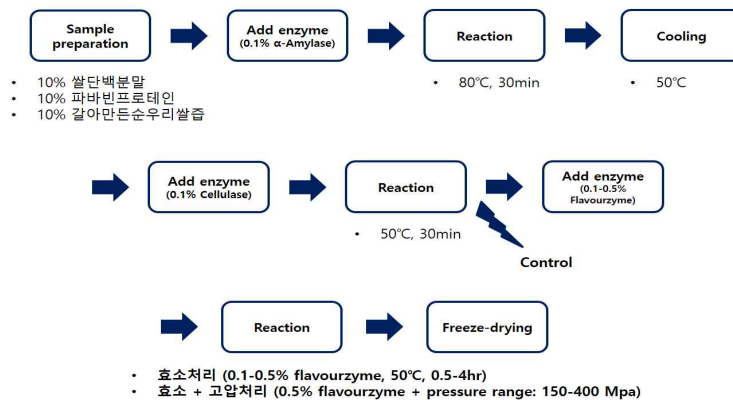 Sample
preparation
Add enzyme
(0.1% α-Amylase)
Reaction
Cooling
• 10% 쌀단백분말
• 10% 파바빈프로테인
• 10% 갈아만든순우리쌀즙
• 80℃, 30min
• 50℃
Add enzyme
(0.1% Cellulase)
Reaction
Add enzyme
(0.1-0.5%
Flavourzyme)
• 50℃, 30min
Control
Reaction
Freeze-drying
• 효소처리 (0.1-0.5% flavourzyme, 50℃, 0.5-4hr)
• 효소 + 고압처리 (0.5% flavourzyme + pressure range: 150-400 Mpa)